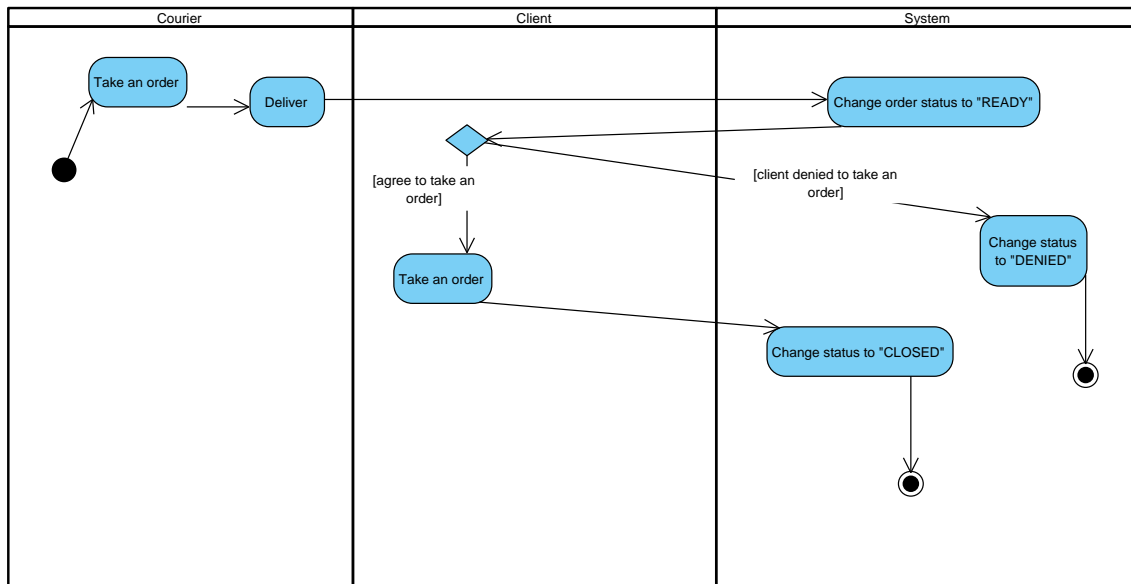 Courier
Client
System
Take an order
Deliver
Change order status to "READY"
[agree to take an
order]
[client denied to take an
order]
Change status
to "DENIED"
Take an order
Change status to "CLOSED"